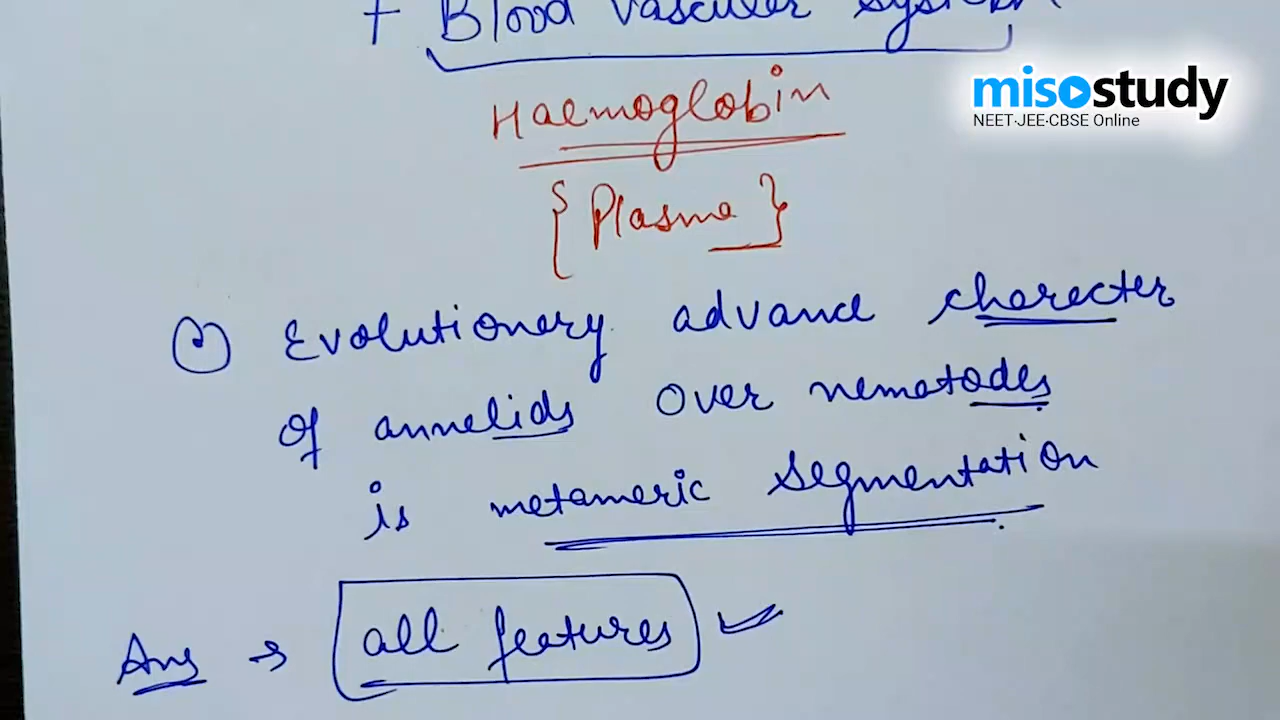 + Blood vascular system
misostudy
NEET-JEE-CBSE Online
Haemoglobin
{ Plasma }
Evolutionary advance charecter
of annelids over nematodes
is metameric segmentation
Ans → all features ✓